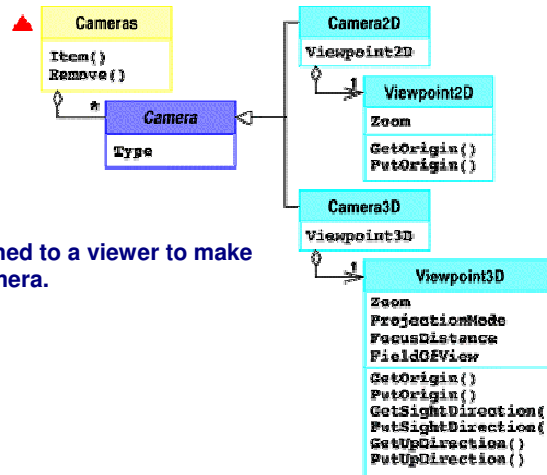 Cameras
Item()
Remove()
*
Camera
Type
Camera2D
Viewpoint2D
1
Viewpoint2D
Zoom
GetOrigin()
PutOrigin()
Camera3D
Viewpoint3D
1
Viewpoint3D
Zoom
ProjectionMode
FocusDistance
FieldOfView
GetOrigin()
PutOrigin()
GetSightDirection(
PutSightDirection(
GetUpDirection()
PutUpDirection()
ned to a viewer to make
nera.